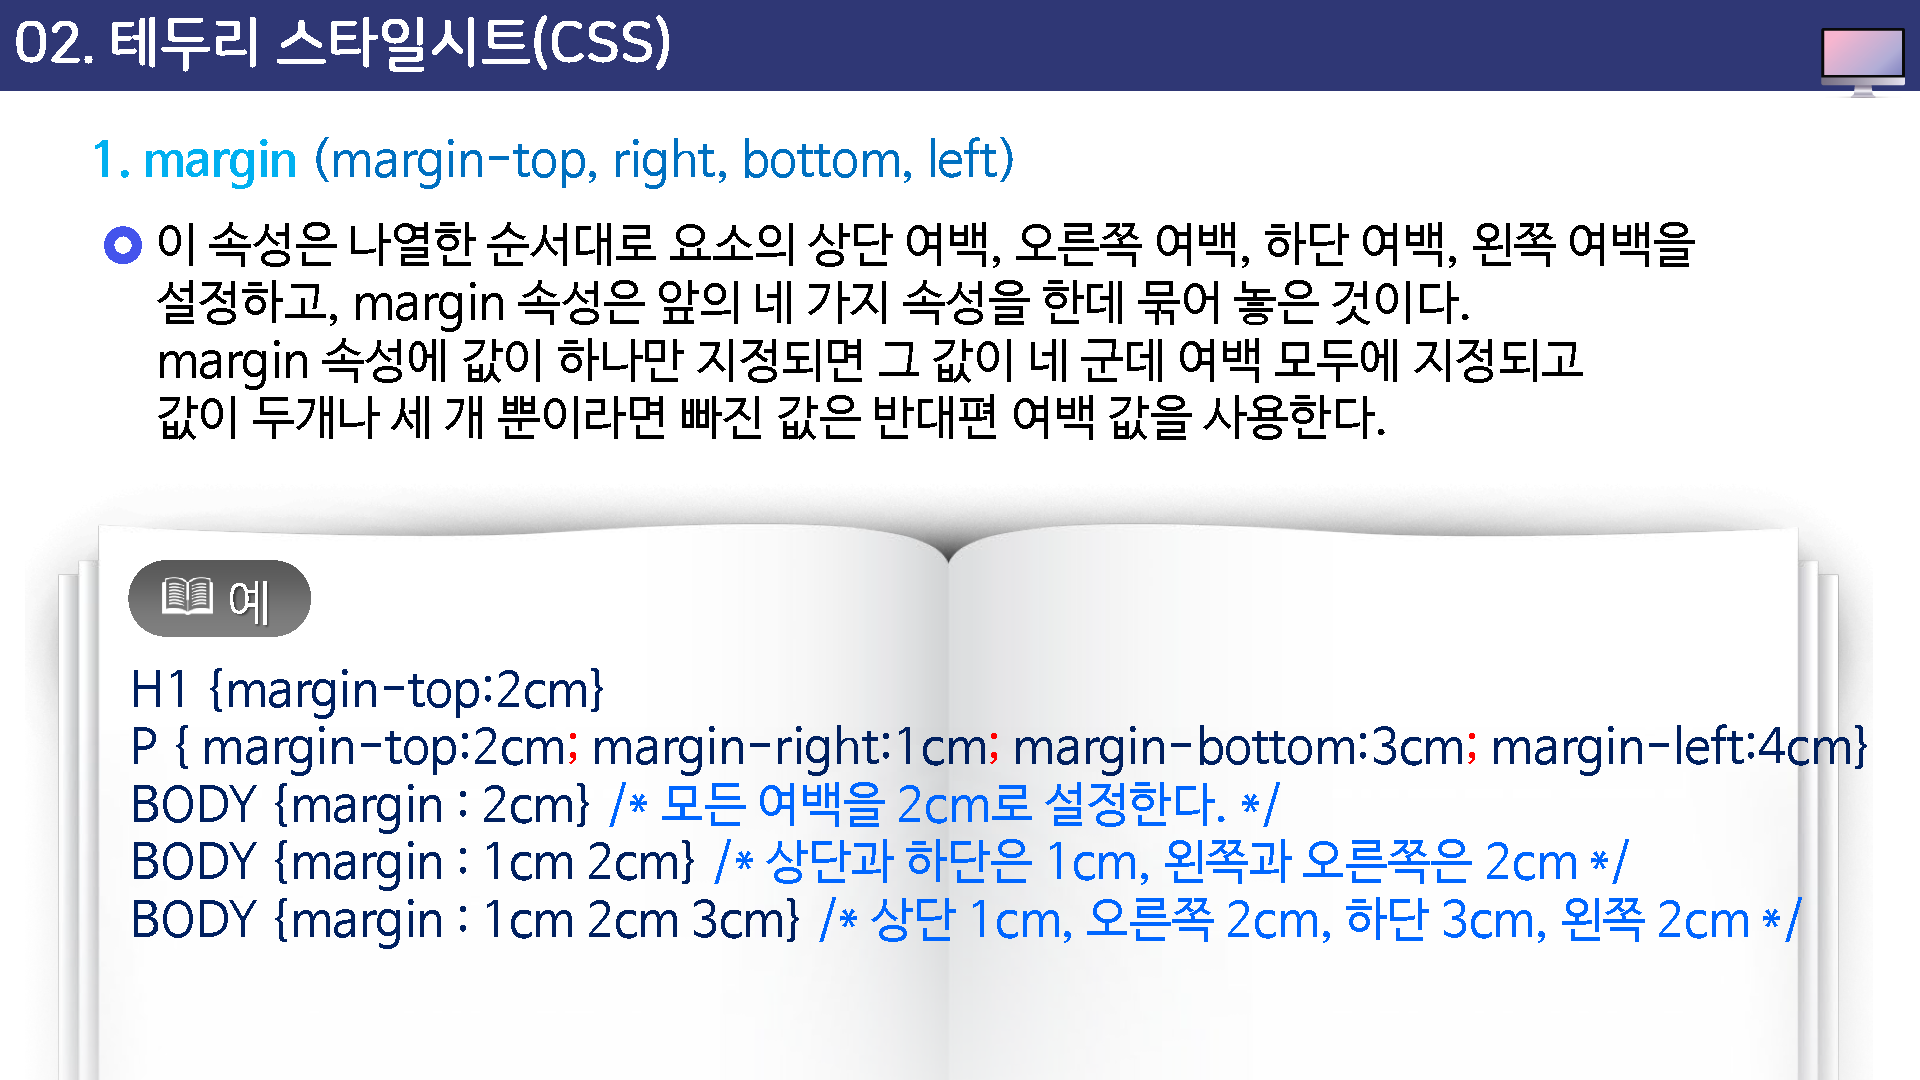 02. 테두리 스타일시트(CSS)
1. margin (margin-top, right, bottom, left)
이 속성은 나열한 순서대로 요소의 상단 여백, 오른쪽 여백, 하단 여백, 왼쪽 여백을
설정하고, margin 속성은 앞의 네 가지 속성을 한데 묶어 놓은 것이다.
margin 속성에 값이 하나만 지정되면 그 값이 네 군데 여백 모두에 지정되고
값이 두개나 세 개 뿐이라면 빠진 값은 반대편 여백 값을 사용한다.
예
H1 {margin-top:2cm}
P { margin-top:2cm; margin-right:1cm; margin-bottom:3cm; margin-left:4cm}
BODY {margin : 2cm} /* 모든 여백을 2cm로 설정한다. */
BODY {margin : 1cm 2cm} /* 상단과 하단은 1cm, 왼쪽과 오른쪽은 2cm */
BODY {margin : 1cm 2cm 3cm} /* 상단 1cm, 오른쪽 2cm, 하단 3cm, 왼쪽 2cm */